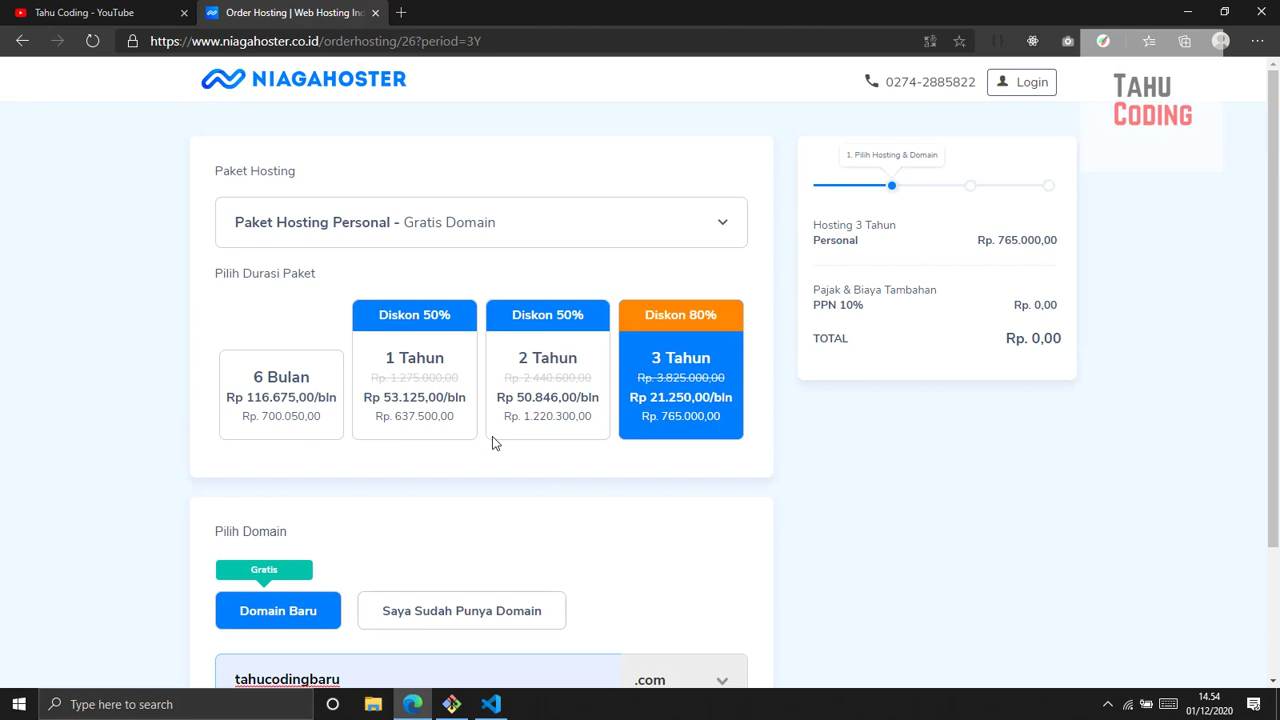 Tahu Coding - YouTube
Order Hosting | Web Hosting Ind
https://www.niagahoster.co.id/orderhosting/26?period=3Y
NIAGAHOSTER
0274-2885822
Login
TAHU
CODING
Paket Hosting
Paket Hosting Personal - Gratis Domain
Pilih Durasi Paket
6 Bulan
Rp 116.675,00/bln
Rp. 700.050,00
Diskon 50%
1 Tahun
Rp. 1.275.000,00
Rp 53.125,00/bln
Rp. 637.500,00
Diskon 50%
2 Tahun
Rp. 2.440.600,00
Rp 50.846,00/bln
Rp. 1.220.300,00
Diskon 80%
3 Tahun
Rp. 3.825.000,00
Rp 21.250,00/bln
Rp. 765.000,00
1. Pilih Hosting & Domain
Hosting 3 Tahun
Personal Rp. 765.000,00
Pajak & Biaya Tambahan
PPN 10% Rp. 0,00
TOTAL Rp. 0,00
Pilih Domain
Gratis
Domain Baru
Saya Sudah Punya Domain
tahucodingbaru
.com
Type here to search
14.54
01/12/2020